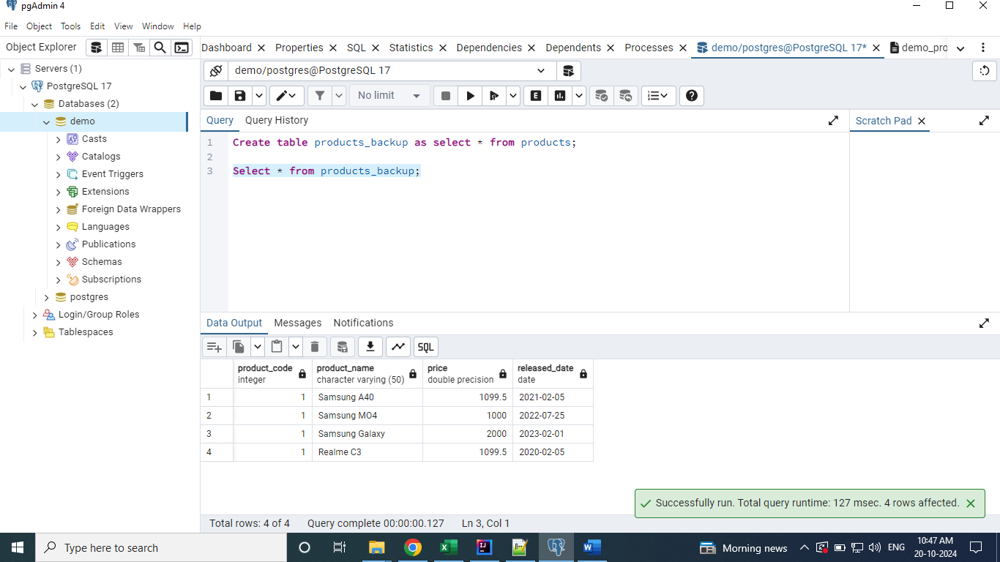 pgAdmin 4
File Object Tools Edit View Window Help
Object Explorer
Dashboard Properties SQL Statistics Dependencies Dependents Processes demo/postgres@PostgreSQL 17* demo_pro
Servers (1)
PostgreSQL 17
Databases (2)
demo
Casts
Catalogs
Event Triggers
Extensions
Foreign Data Wrappers
Languages
Publications
Schemas
Subscriptions
postgres
Login/Group Roles
Tablespaces
demo/postgres@PostgreSQL 17
No limit
E
Query Query History
Scratch Pad
1 Create table products_backup as select * from products;
2
3 Select * from products_backup;
Data Output Messages Notifications
SQL
product_code product_name price released_date
integer character varying (50) double precision date
1 1 Samsung A40 1099.5 2021-02-05
2 1 Samsung MO4 1000 2022-07-25
3 1 Samsung Galaxy 2000 2023-02-01
4 1 Realme C3 1099.5 2020-02-05
Successfully run. Total query runtime: 127 msec. 4 rows affected.
Total rows: 4 of 4 Query complete 00:00:00.127 Ln 3, Col 1
Type here to search
Morning news
ENG
10:47 AM
20-10-2024